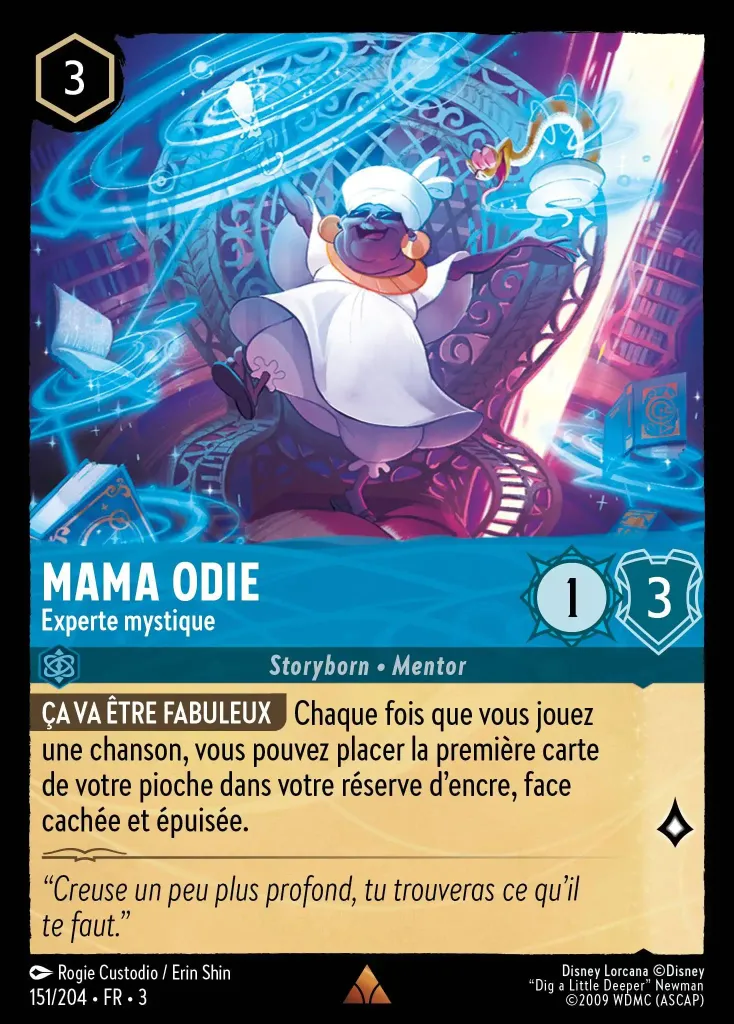 3
MAMA ODIE
Experte mystique
1
3
Storyborn • Mentor
ÇA VA ÊTRE FABULEUX Chaque fois que vous jouez
une chanson, vous pouvez placer la première carte
de votre pioche dans votre réserve d’encre, face
cachée et épuisée.
“Creuse un peu plus profond, tu trouveras ce qu’il
te faut.”
Rogie Custodio / Erin Shin
151/204 • FR • 3
Disney Lorcana ©Disney
“Dig a Little Deeper” Newman
©2009 WDMC (ASCAP)